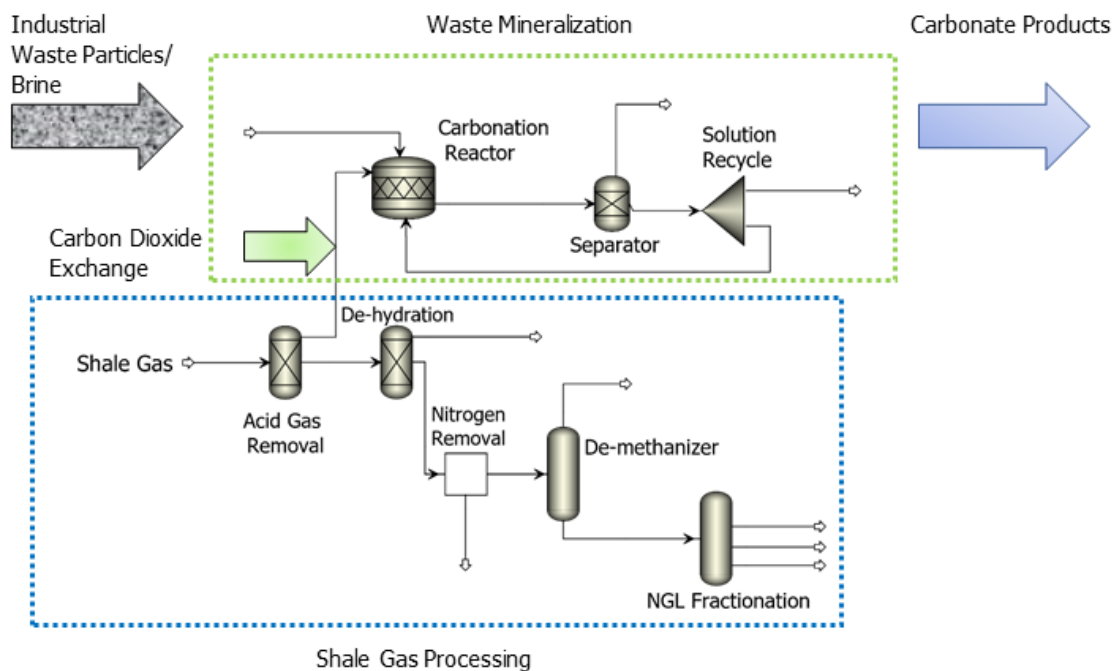 Industrial
Waste Particles/
Brine
Waste Mineralization
Carbonate Products
Carbonation
Reactor
Solution
Recycle
Separator
Carbon Dioxide
Exchange
De-hydration
Shale Gas
Acid Gas
Removal
Nitrogen
Removal
De-methanizer
NGL Fractionation
Shale Gas Processing